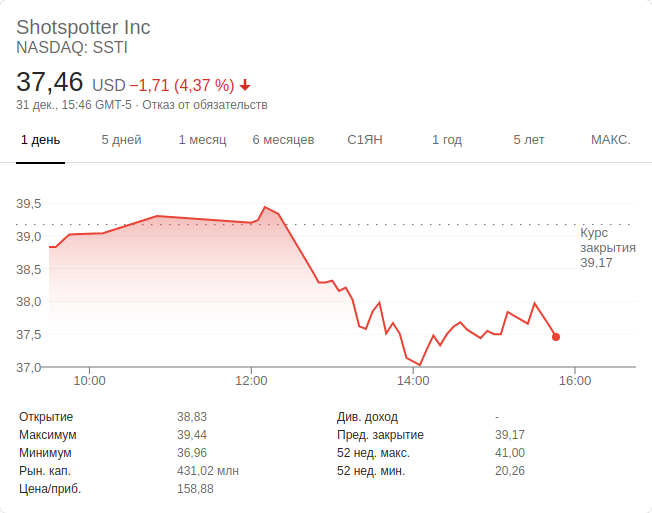 Shotspotter Inc
NASDAQ: SSTI
37,46 USD −1,71 (4,37 %)
31 дек., 15:46 GMT-5 · Отказ от обязательств
1 день 5 дней 1 месяц 6 месяцев С1ЯН 1 год 5 лет МАКС.
39,5
39,0
38,5
38,0
37,5
37,0
Курс
закрытия
39,17
10:00 12:00 14:00 16:00
Открытие 38,83 Див. доход -
Максимум 39,44 Пред. закрытие 39,17
Минимум 36,96 52 нед. макс. 41,00
Рын. кап. 431,02 млн 52 нед. мин. 20,26
Цена/приб. 158,88